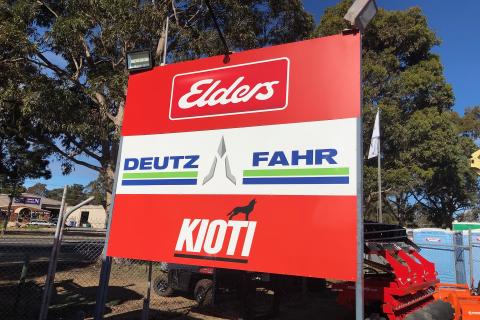 Elders
DEUTZ FAHR
KIOTI